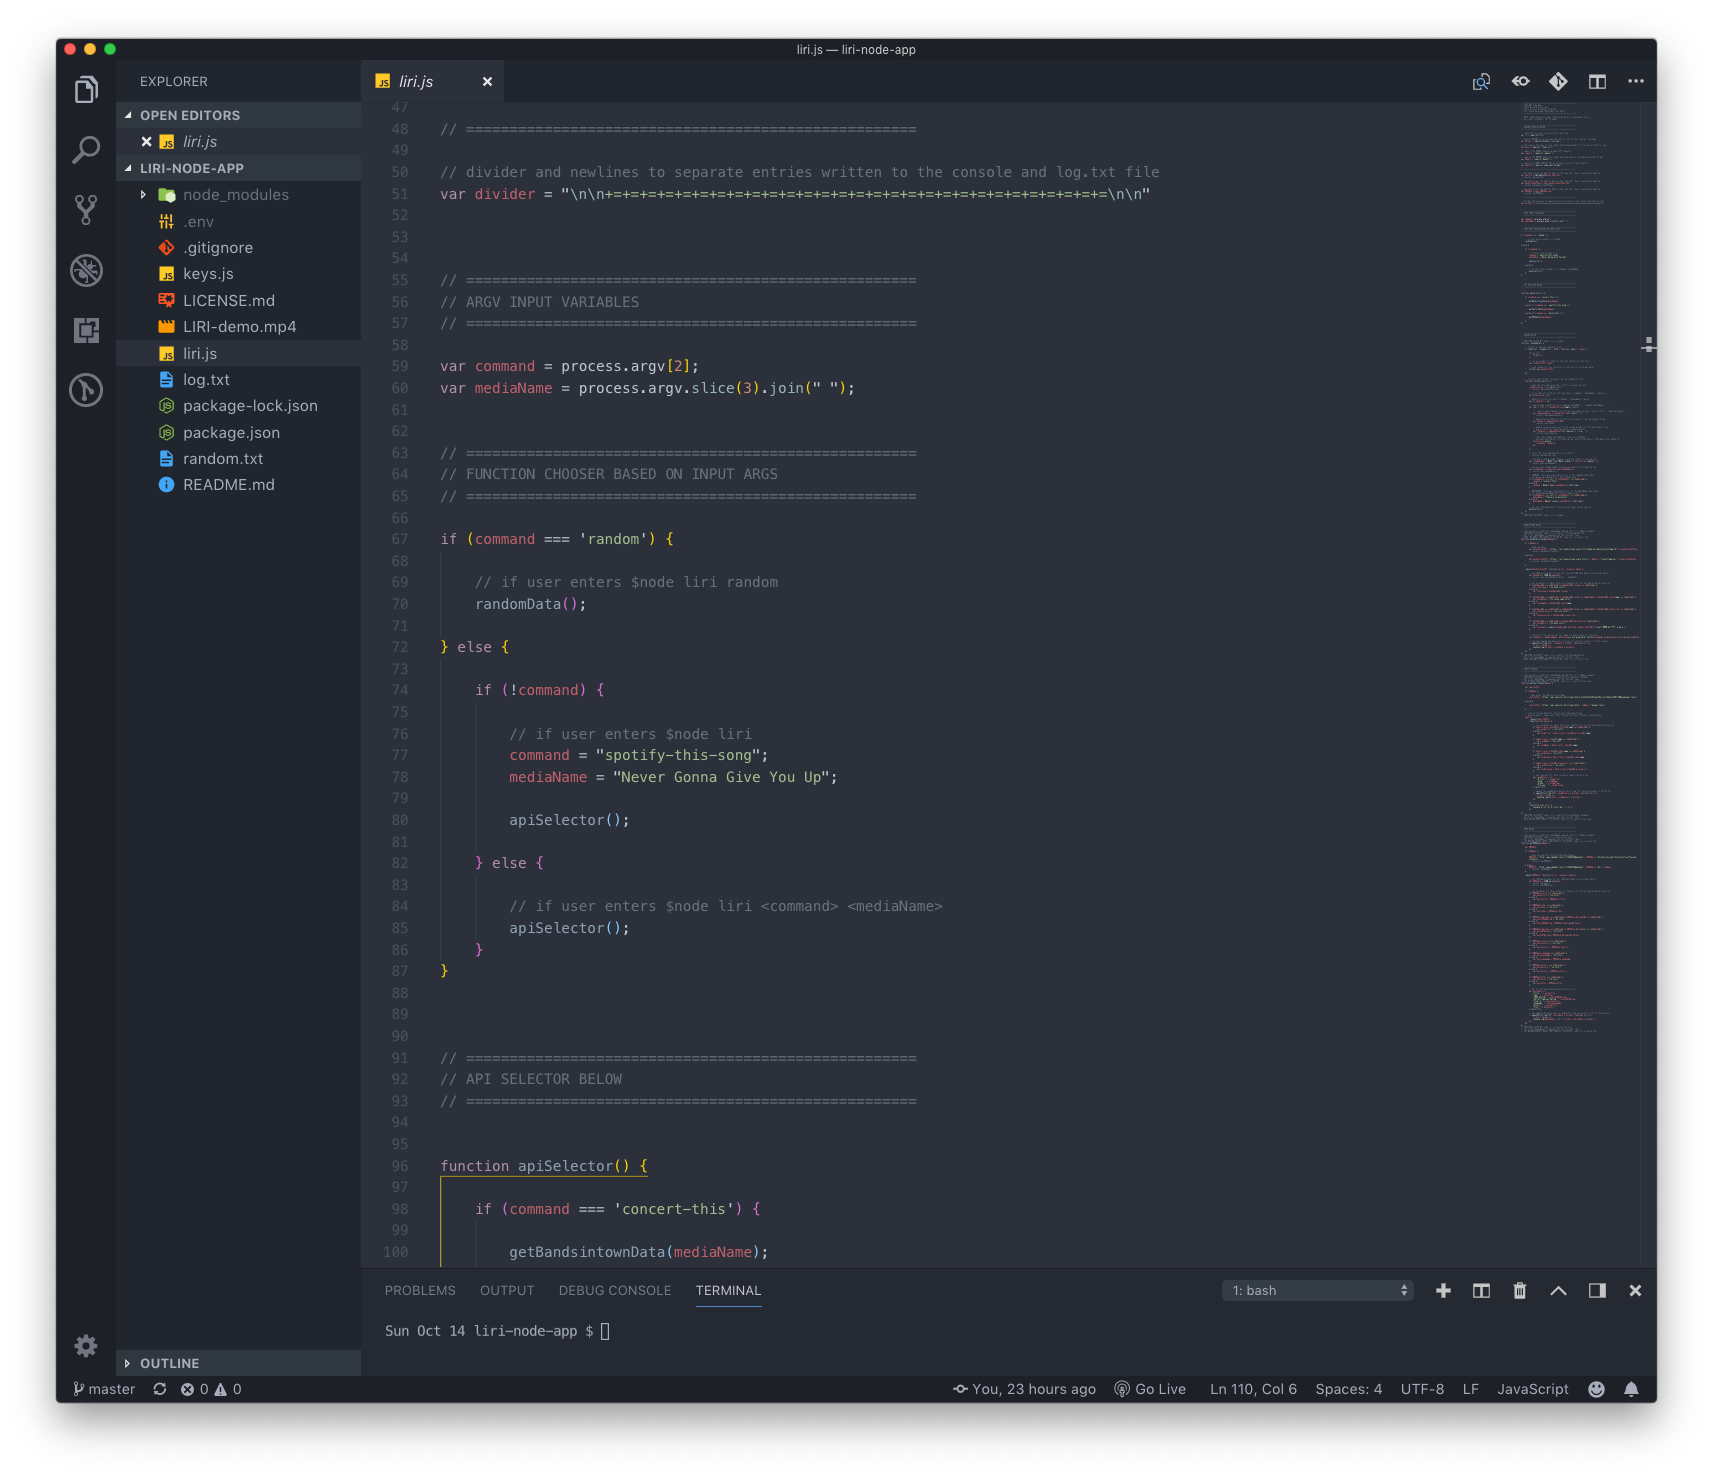 liri.js — liri-node-app
EXPLORER
OPEN EDITORS
liri.js
LIRI-NODE-APP
node_modules
.env
.gitignore
keys.js
LICENSE.md
LIRI-demo.mp4
liri.js
log.txt
package-lock.json
package.json
random.txt
README.md
OUTLINE
liri.js
47
48 // ====================================================
49
50 // divider and newlines to separate entries written to the console and log.txt file
51 var divider = "\n\n+=+=+=+=+=+=+=+=+=+=+=+=+=+=+=+=+=+=+=+=+=+=+=+=+=+=+=+=+=\n\n"
52
53
54
55 // ====================================================
56 // ARGV INPUT VARIABLES
57 // ====================================================
58
59 var command = process.argv[2];
60 var mediaName = process.argv.slice(3).join(" ");
61
62
63 // ====================================================
64 // FUNCTION CHOOSER BASED ON INPUT ARGS
65 // ====================================================
66
67 if (command === 'random') {
68
69 // if user enters $node liri random
70 randomData();
71
72 } else {
73
74 if (!command) {
75
76 // if user enters $node liri
77 command = "spotify-this-song";
78 mediaName = "Never Gonna Give You Up";
79
80 apiSelector();
81
82 } else {
83
84 // if user enters $node liri <command> <mediaName>
85 apiSelector();
86 }
87 }
88
89
90
91 // ====================================================
92 // API SELECTOR BELOW
93 // ====================================================
94
95
96 function apiSelector() {
97
98 if (command === 'concert-this') {
99
100 getBandsintownData(mediaName);
PROBLEMS OUTPUT DEBUG CONSOLE TERMINAL 1: bash
Sun Oct 14 liri-node-app $
master 0 0 You, 23 hours ago Go Live Ln 110, Col 6 Spaces: 4 UTF-8 LF JavaScript